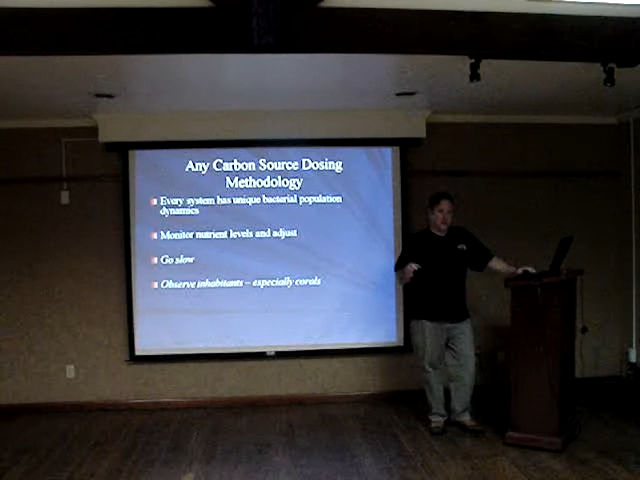 Any Carbon Source Dosing
Methodology
Every system has unique bacterial population
dynamics
Monitor nutrient levels and adjust
Go slow
Observe inhabitants – especially corals